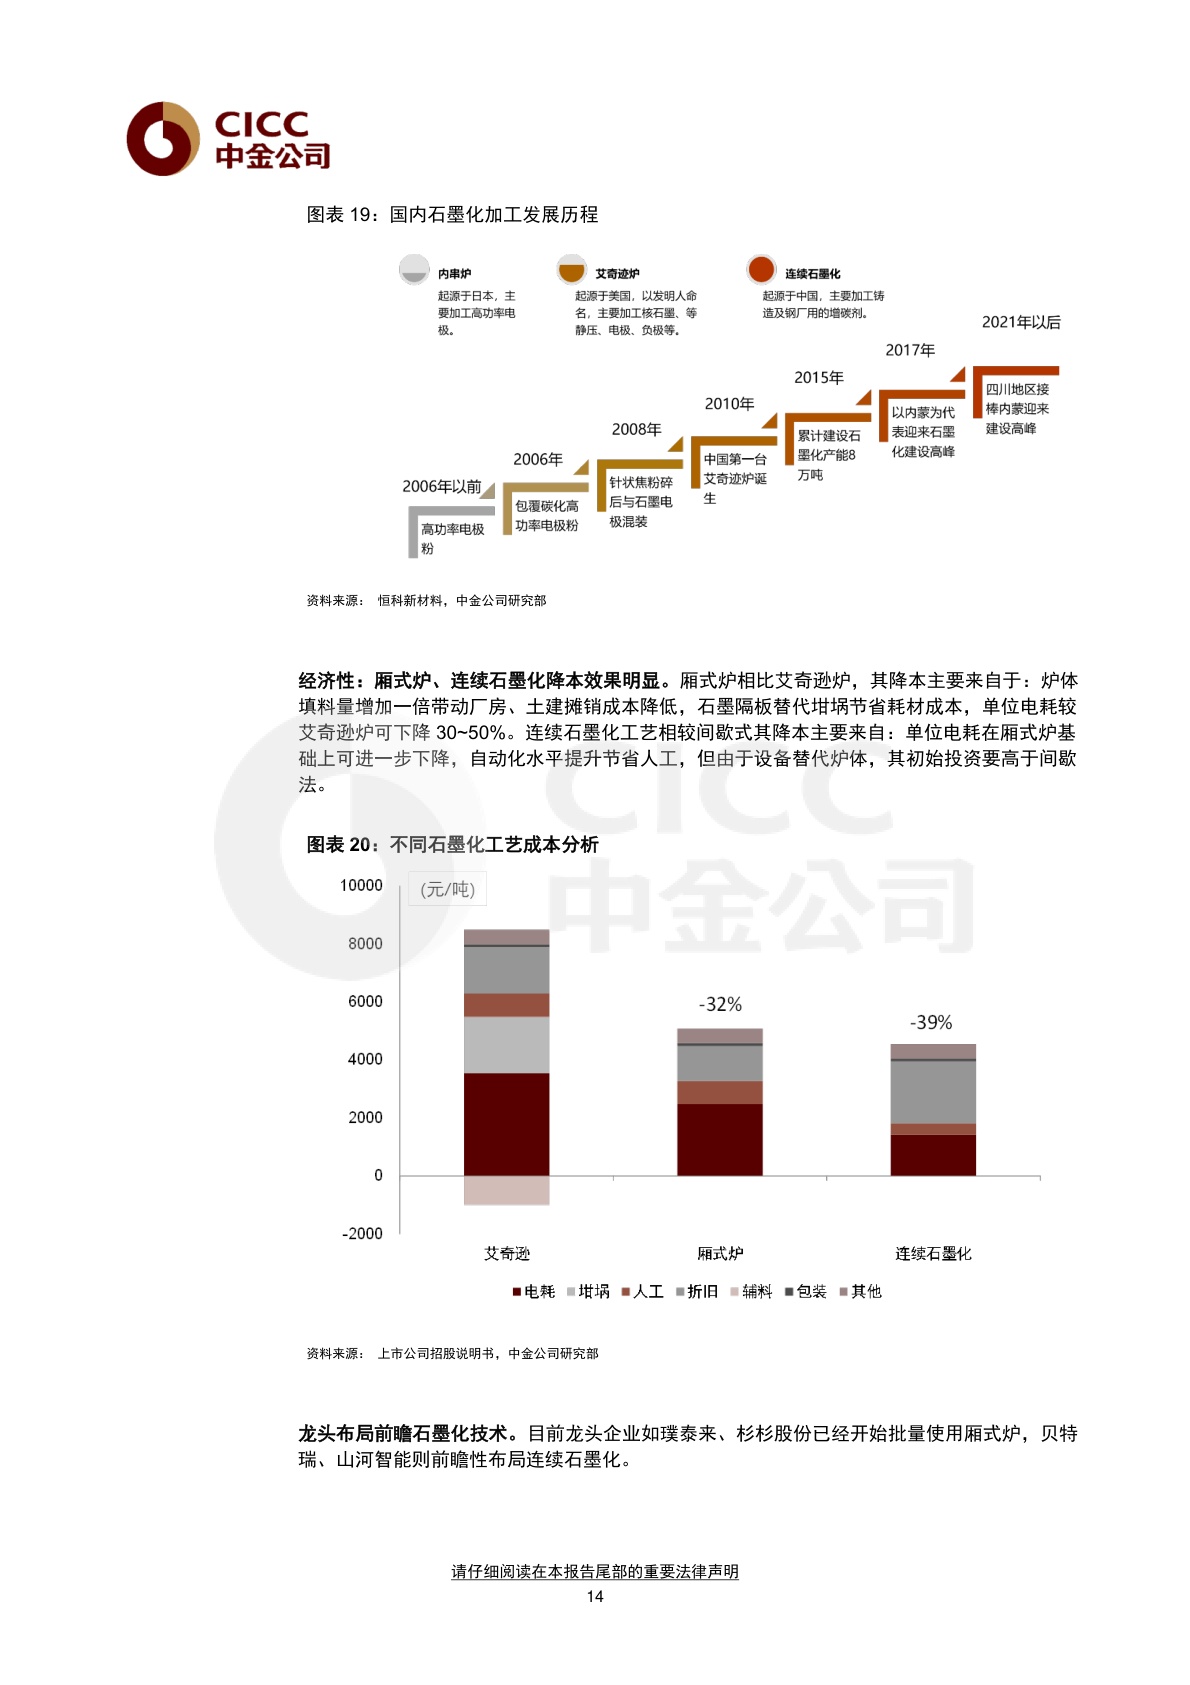 CICC
中金公司
图表 19：国内石墨化加工发展历程
内串炉
起源于日本，主
要加工高功率电
极。
艾奇迹炉
起源于美国，以发明人命
名，主要加工核石墨、等
静压、电极、负极等。
连续石墨化
起源于中国，主要加工铸
造及钢厂用的增碳剂。
2006年以前
高功率电极
粉
2006年
包覆碳化高
功率电极粉
2008年
针状焦粉碎
后与石墨电
极混装
2010年
中国第一台
艾奇迹炉诞
生
2015年
累计建设石
墨化产能8
万吨
2017年
以内蒙为代
表迎来石墨
化建设高峰
2021年以后
四川地区接
棒内蒙迎来
建设高峰
资料来源： 恒科新材料，中金公司研究部
经济性：厢式炉、连续石墨化降本效果明显。厢式炉相比艾奇逊炉，其降本主要来自于：炉体
填料量增加一倍带动厂房、土建摊销成本降低，石墨隔板替代坩埚节省耗材成本，单位电耗较
艾奇逊炉可下降 30~50%。连续石墨化工艺相较间歇式其降本主要来自：单位电耗在厢式炉基
础上可进一步下降，自动化水平提升节省人工，但由于设备替代炉体，其初始投资要高于间歇
法。
CICC
中金公司
图表 20：不同石墨化工艺成本分析
(元/吨)
10000
8000
6000
4000
2000
0
-2000
-32%
-39%
艾奇逊 厢式炉 连续石墨化
电耗 坩埚 人工 折旧 辅料 包装 其他
资料来源： 上市公司招股说明书，中金公司研究部
龙头布局前瞻石墨化技术。目前龙头企业如璞泰来、杉杉股份已经开始批量使用厢式炉，贝特
瑞、山河智能则前瞻性布局连续石墨化。
请仔细阅读在本报告尾部的重要法律声明
14